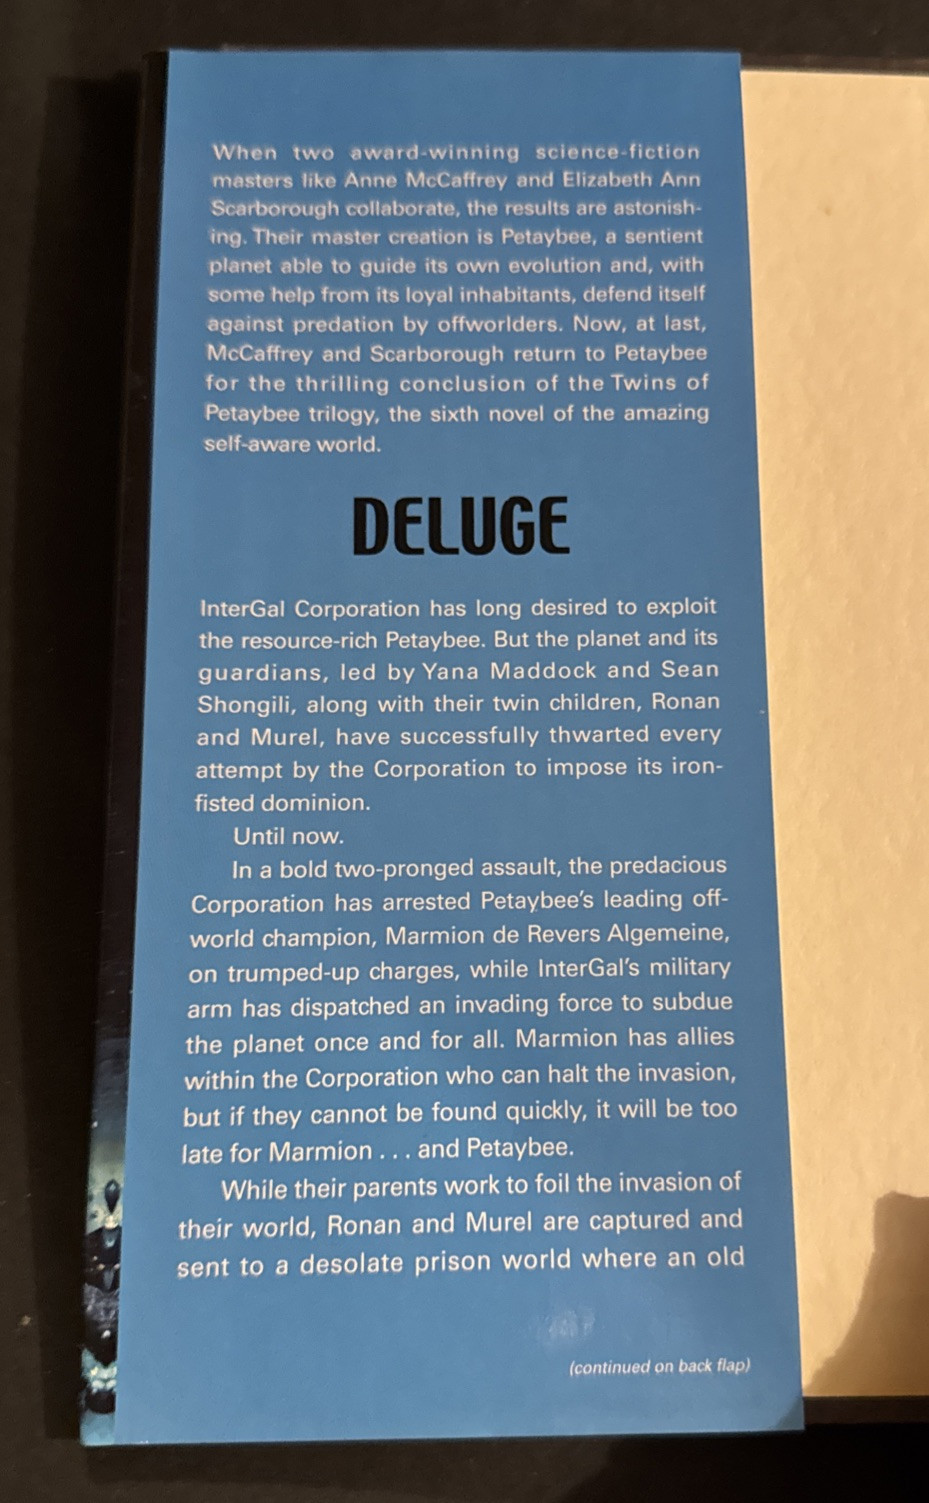 When two award-winning science-fiction
masters like Anne McCaffrey and Elizabeth Ann
Scarborough collaborate, the results are astonish-
ing. Their master creation is Petaybee, a sentient
planet able to guide its own evolution and, with
some help from its loyal inhabitants, defend itself
against predation by offworlders. Now, at last,
McCaffrey and Scarborough return to Petaybee
for the thrilling conclusion of the Twins of
Petaybee trilogy, the sixth novel of the amazing
self-aware world.
DELUGE
InterGal Corporation has long desired to exploit
the resource-rich Petaybee. But the planet and its
guardians, led by Yana Maddock and Sean
Shongili, along with their twin children, Ronan
and Murel, have successfully thwarted every
attempt by the Corporation to impose its iron-
fisted dominion.
Until now.
In a bold two-pronged assault, the predacious
Corporation has arrested Petaybee's leading off-
world champion, Marmion de Revers Algemeine,
on trumped-up charges, while InterGal's military
arm has dispatched an invading force to subdue
the planet once and for all. Marmion has allies
within the Corporation who can halt the invasion,
but if they cannot be found quickly, it will be too
late for Marmion . . . and Petaybee.
While their parents work to foil the invasion of
their world, Ronan and Murel are captured and
sent to a desolate prison world where an old
(continued on back flap)